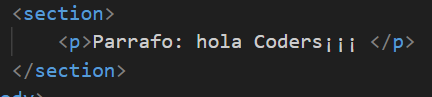 <section>
<p>Parrafo: hola Coders¡¡¡ </p>
</section>